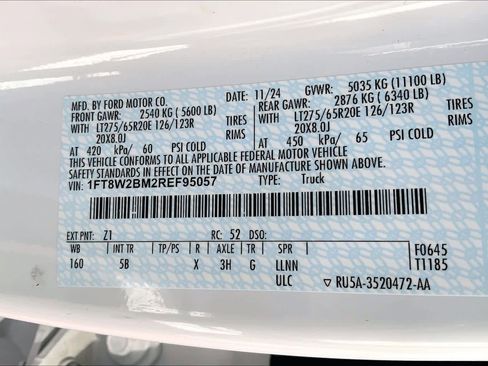 MFD. BY FORD MOTOR CO. 11/24 GVWR: 5035 KG (11100 LB)
FRONT GAWR: 2540 KG (5600 LB) REAR GAWR: 2876 KG (6340 LB)
WITH LT275/65R20E 126/123R TIRES WITH LT275/65R20E 126/123R TIRES
20X8.0J RIMS 20X8.0J RIMS
AT 420 kPa/ 60 PSI COLD AT 450 kPa/ 65 PSI COLD
THIS VEHICLE CONFORMS TO ALL APPLICABLE FEDERAL MOTOR VEHICLE
SAFETY STANDARDS IN EFFECT ON THE DATE OF MANUFACTURE SHOWN ABOVE.
VIN: 1FT8W2BM2REF95057 TYPE: Truck
EXT PNT: Z1 RC: 52 DSO:
WB INT TR TP/PS R AXLE TR SPR F0645
160 5B X 3H G LLNN T1185
ULC ▽ RU5A-3520472-AA